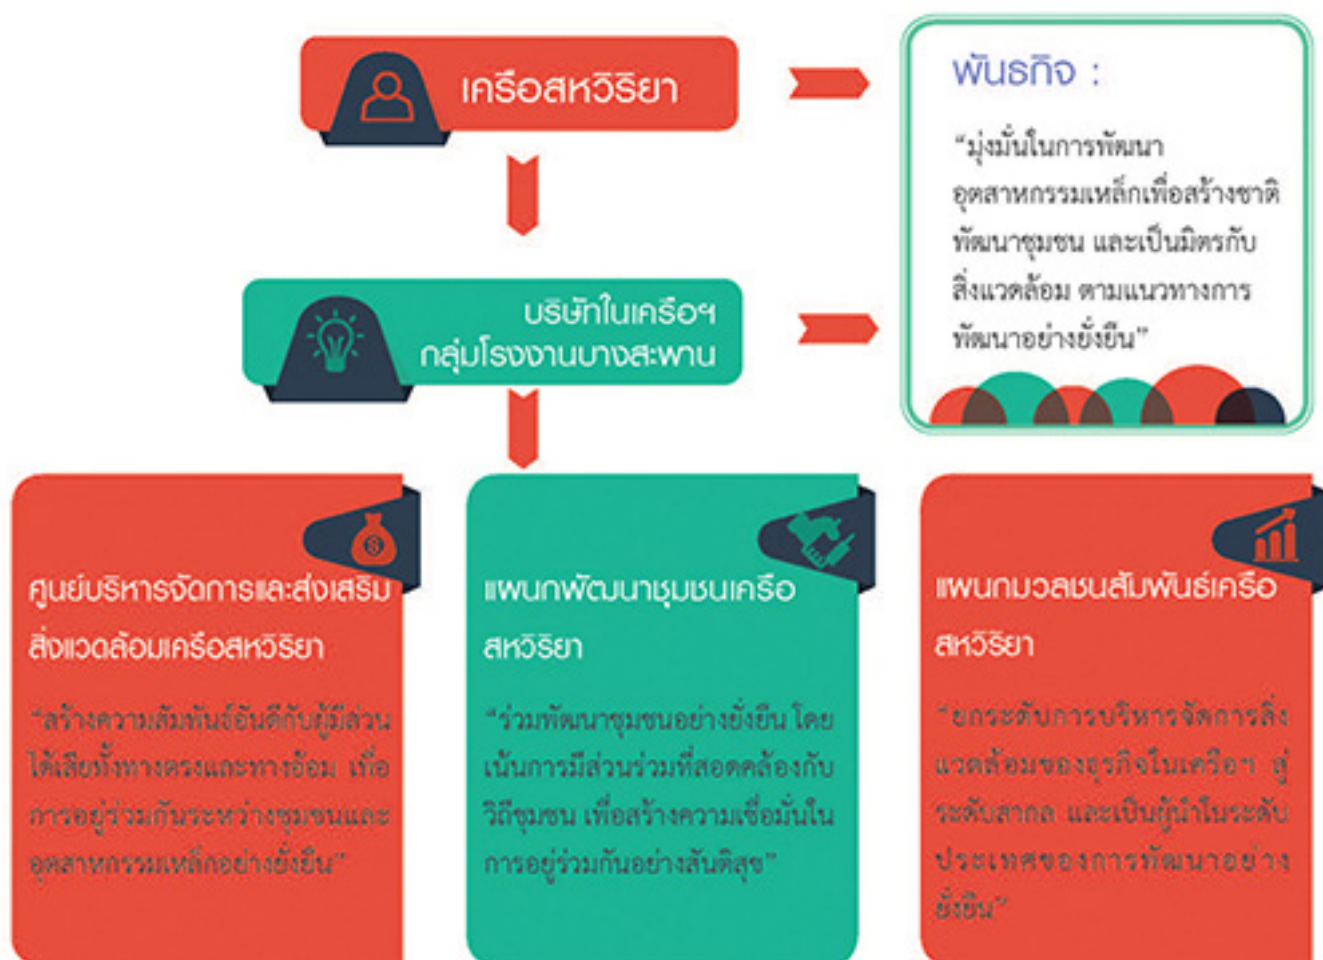 เครือสหวิริยา
พันธกิจ :
“มุ่งมั่นในการพัฒนา
อุตสาหกรรมเหล็กเพื่อสร้างชาติ
พัฒนาชุมชน และเป็นมิตรกับ
สิ่งแวดล้อม ตามแนวทางการ
พัฒนาอย่างยั่งยืน”
บริษัทในเครือฯ
กลุ่มโรงงานบางสะพาน
ศูนย์บริหารจัดการและส่งเสริม
สิ่งแวดล้อมเครือสหวิริยา
“สร้างความสัมพันธ์อันดีกับผู้มีส่วน
ได้เสียทั้งทางตรงและทางอ้อม เพื่อ
การอยู่ร่วมกันระหว่างชุมชนและ
อุตสาหกรรมเหล็กอย่างยั่งยืน”
แผนกพัฒนาชุมชนเครือ
สหวิริยา
“ร่วมพัฒนาชุมชนอย่างยั่งยืน โดย
เน้นการมีส่วนร่วมที่สอดคล้องกับ
วิถีชุมชน เพื่อสร้างความเชื่อมั่นใน
การอยู่ร่วมกันอย่างสันติสุข”
แผนกมวลชนสัมพันธ์เครือ
สหวิริยา
“ยกระดับการบริหารจัดการสิ่ง
แวดล้อมของธุรกิจในเครือฯ สู่
ระดับสากล และเป็นผู้นำในระดับ
ประเทศของการพัฒนาอย่าง
ยั่งยืน”